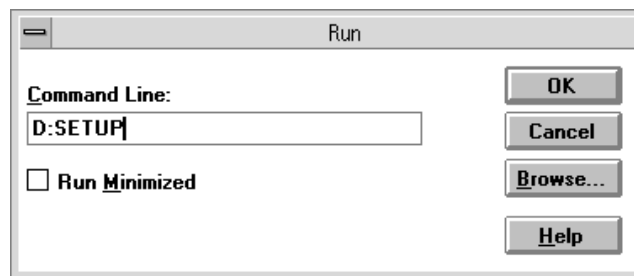 Run
Command Line:
D:SETUP
Run Minimized
OK
Cancel
Browse...
Help